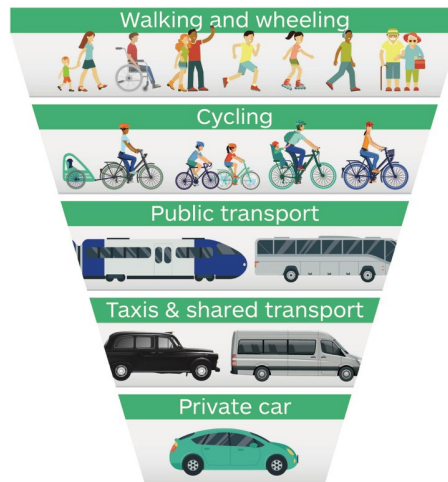 Walking and wheeling
Cycling
Public transport
Taxis & shared transport
Private car